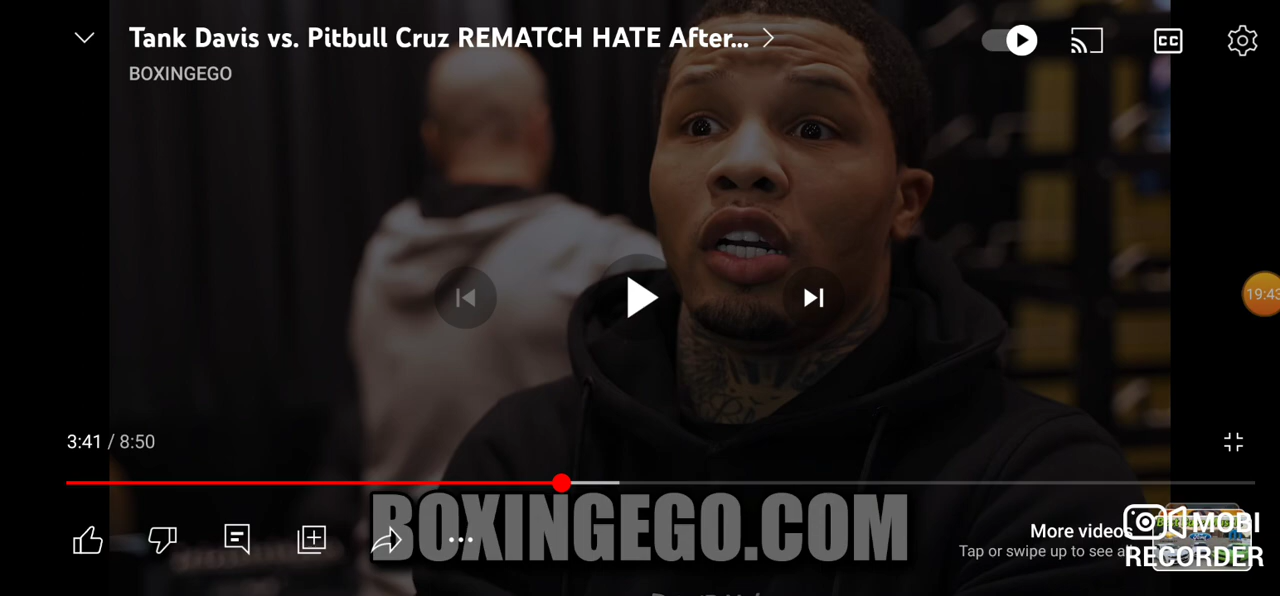 Tank Davis vs. Pitbull Cruz REMATCH HATE After...
BOXINGEGO
CC
19:43
3:41 / 8:50
BOXINGEGO.COM
More videos
Tap or swipe up to see
MOBI
RECORDER